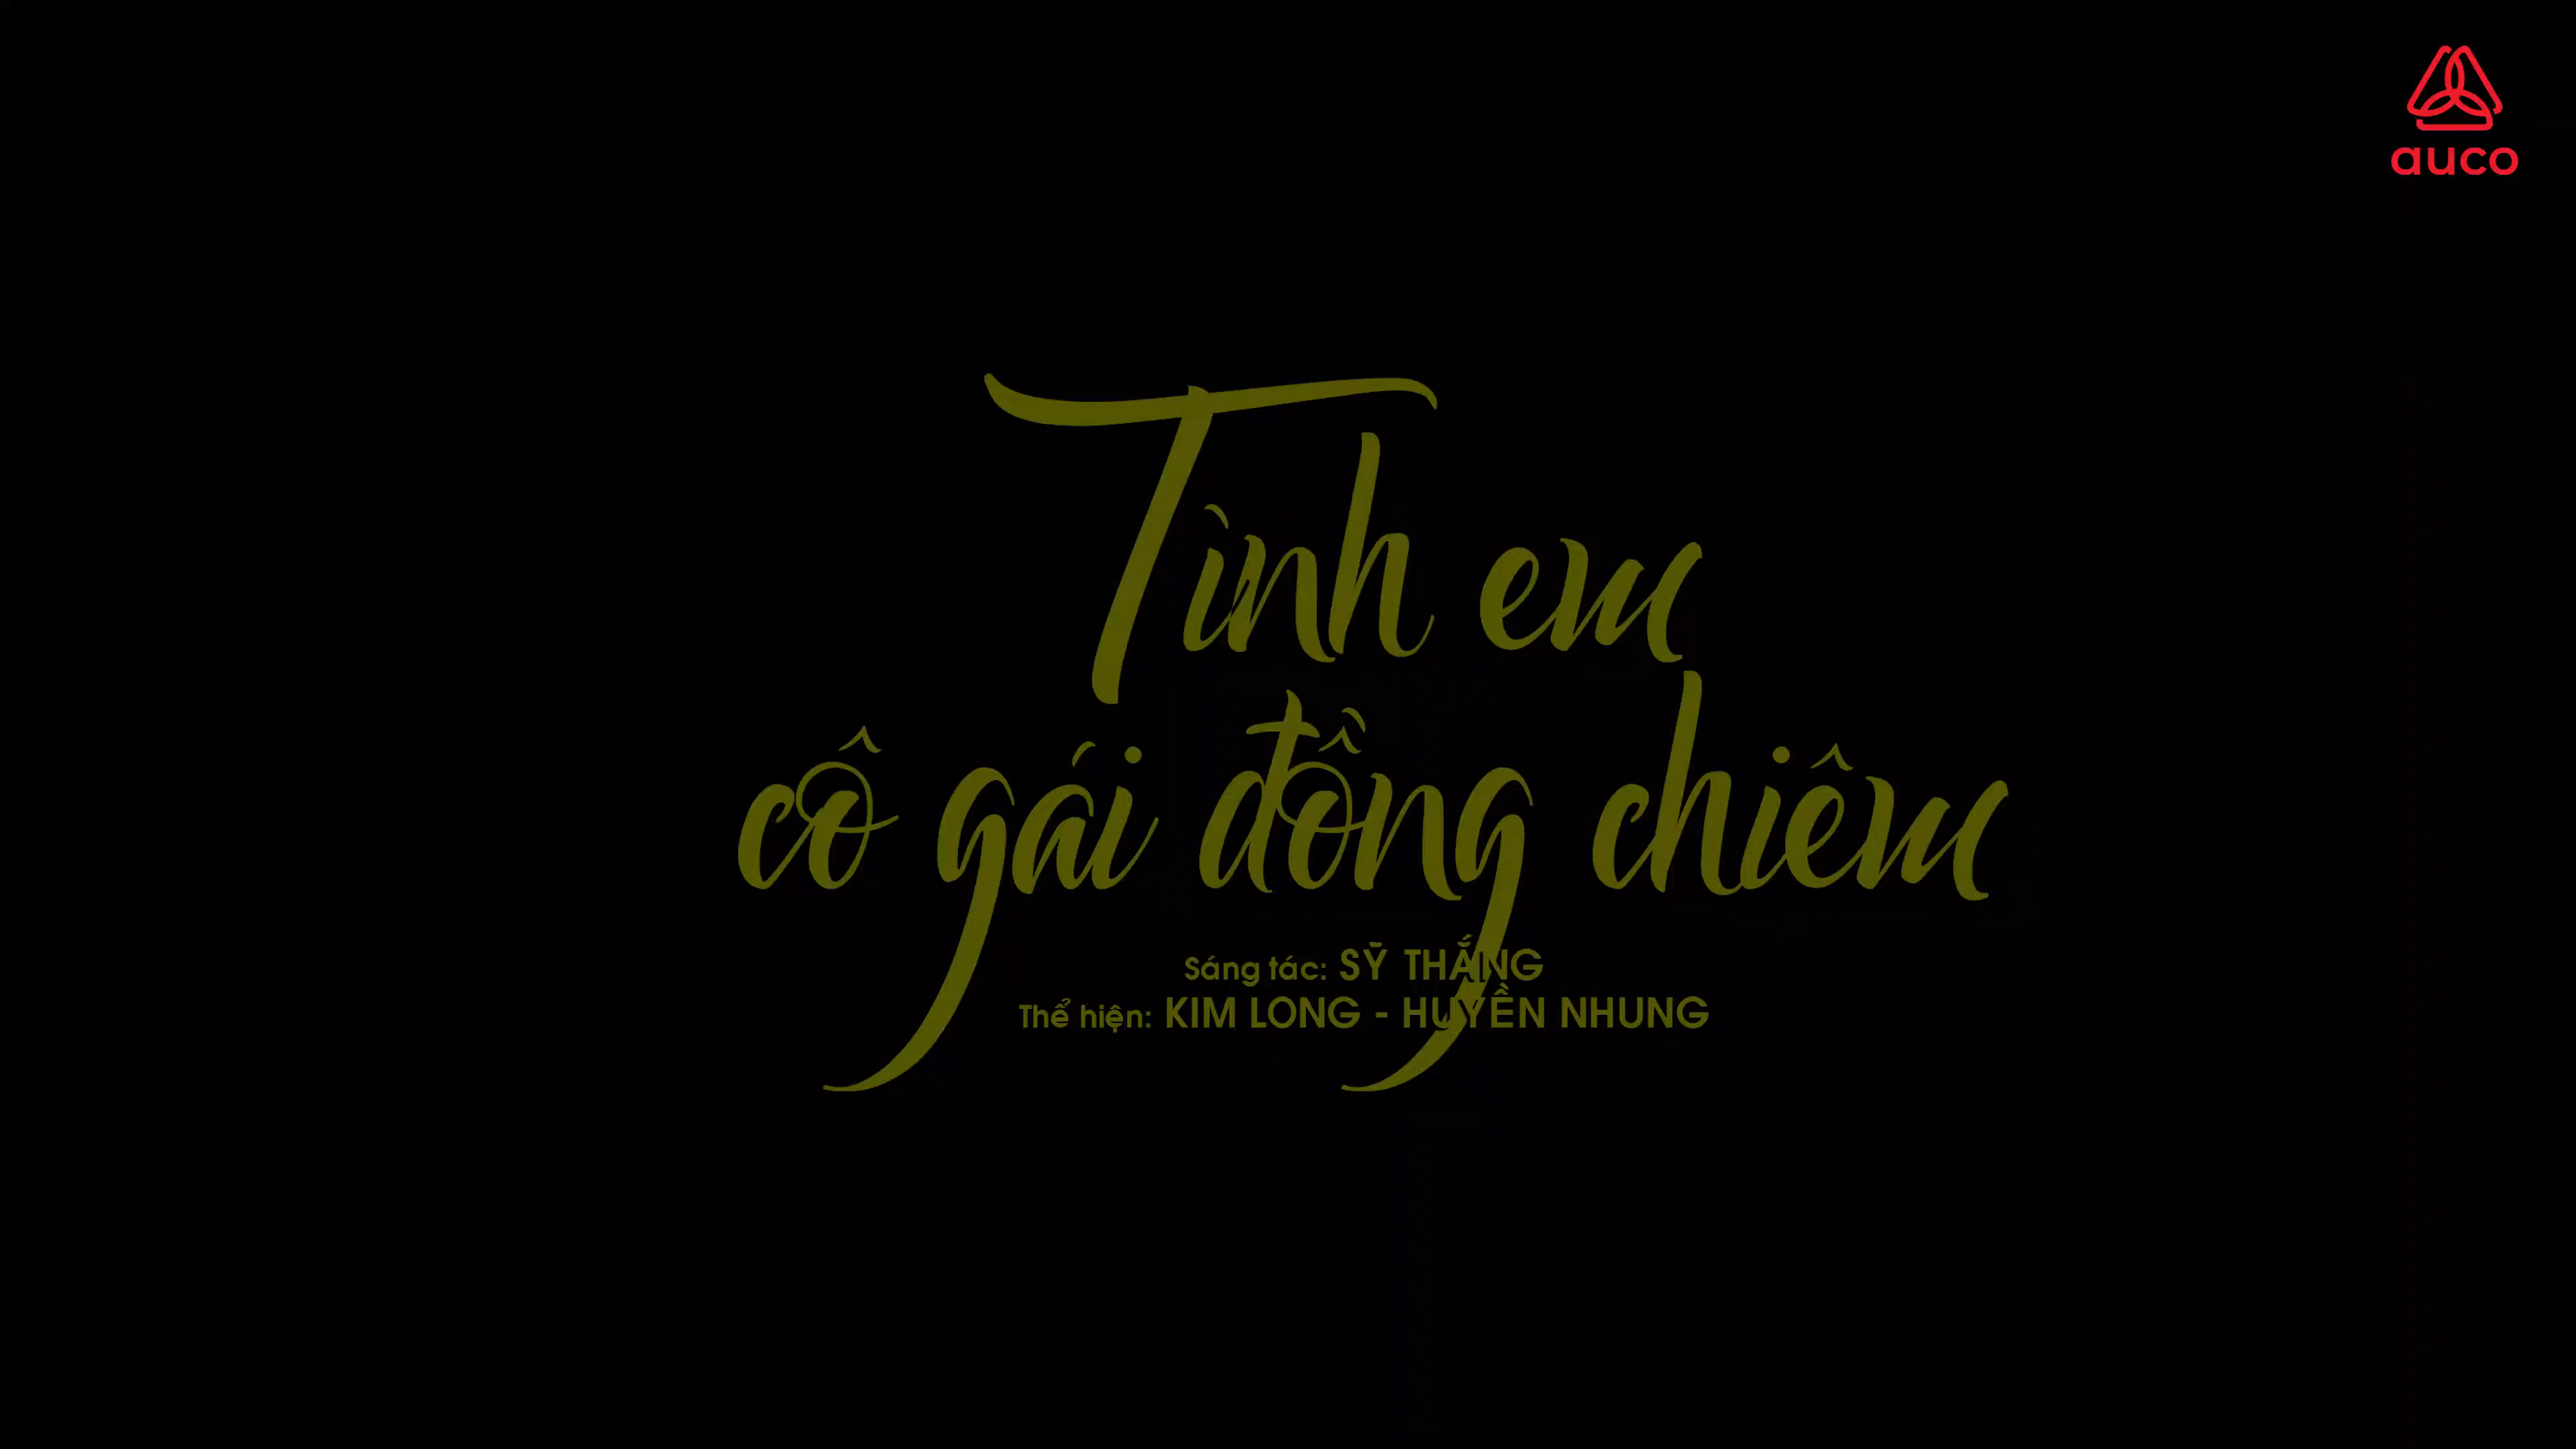 auco
Tình em
cô gái đồng chiêm
Sáng tác: SỸ THẮNG
Thể hiện: KIM LONG - HUYỀN NHUNG